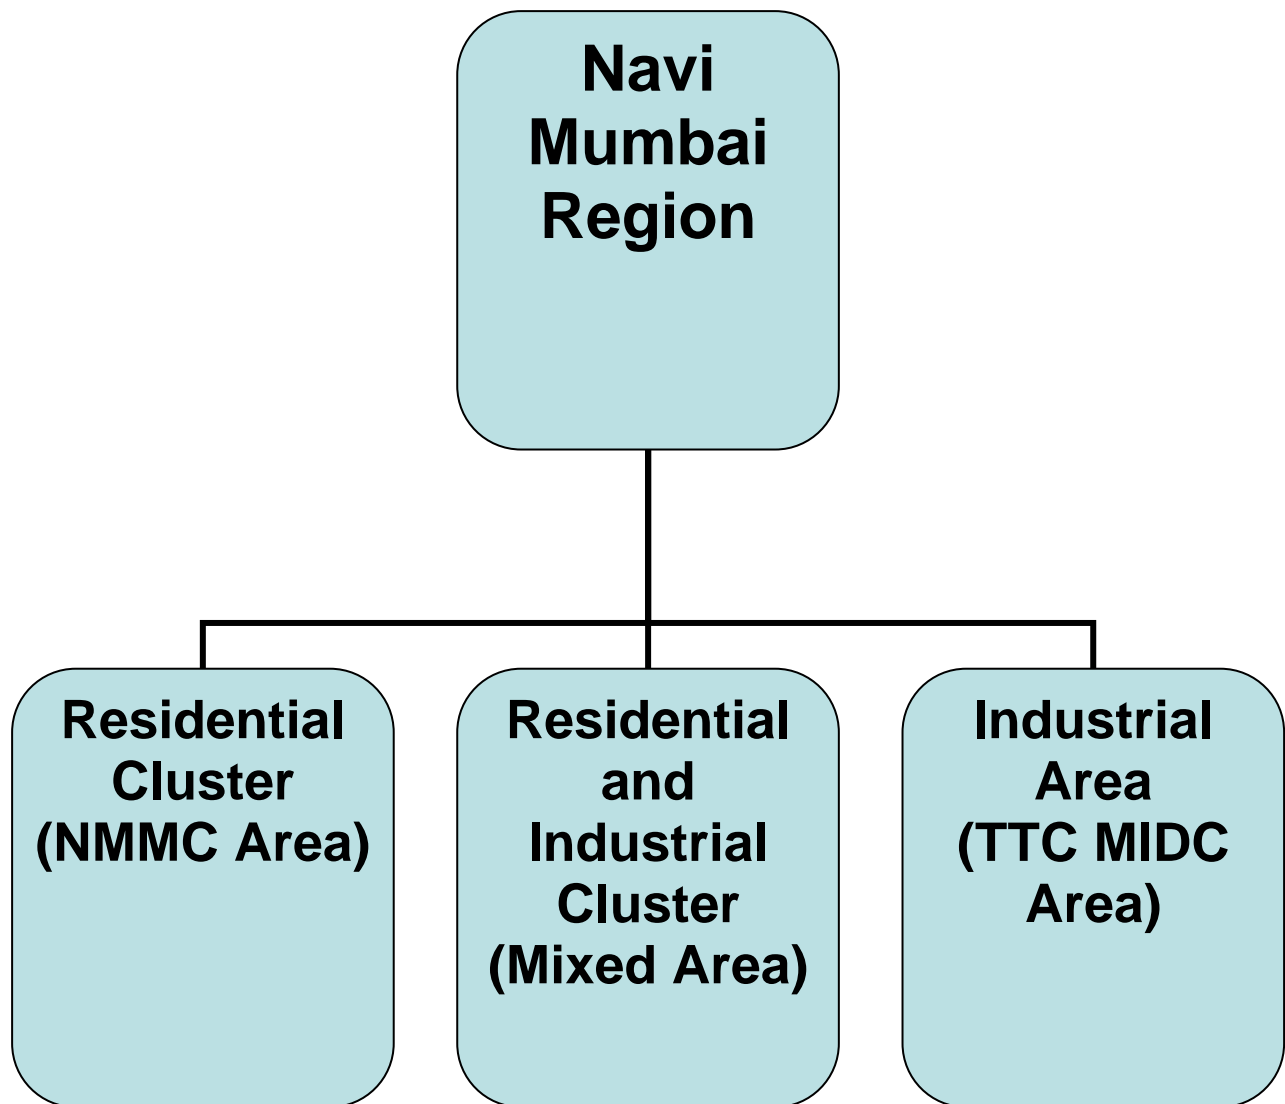 Navi
Mumbai
Region
Residential
Cluster
(NMMC Area)
Residential
and
Industrial
Cluster
(Mixed Area)
Industrial
Area
(TTC MIDC
Area)